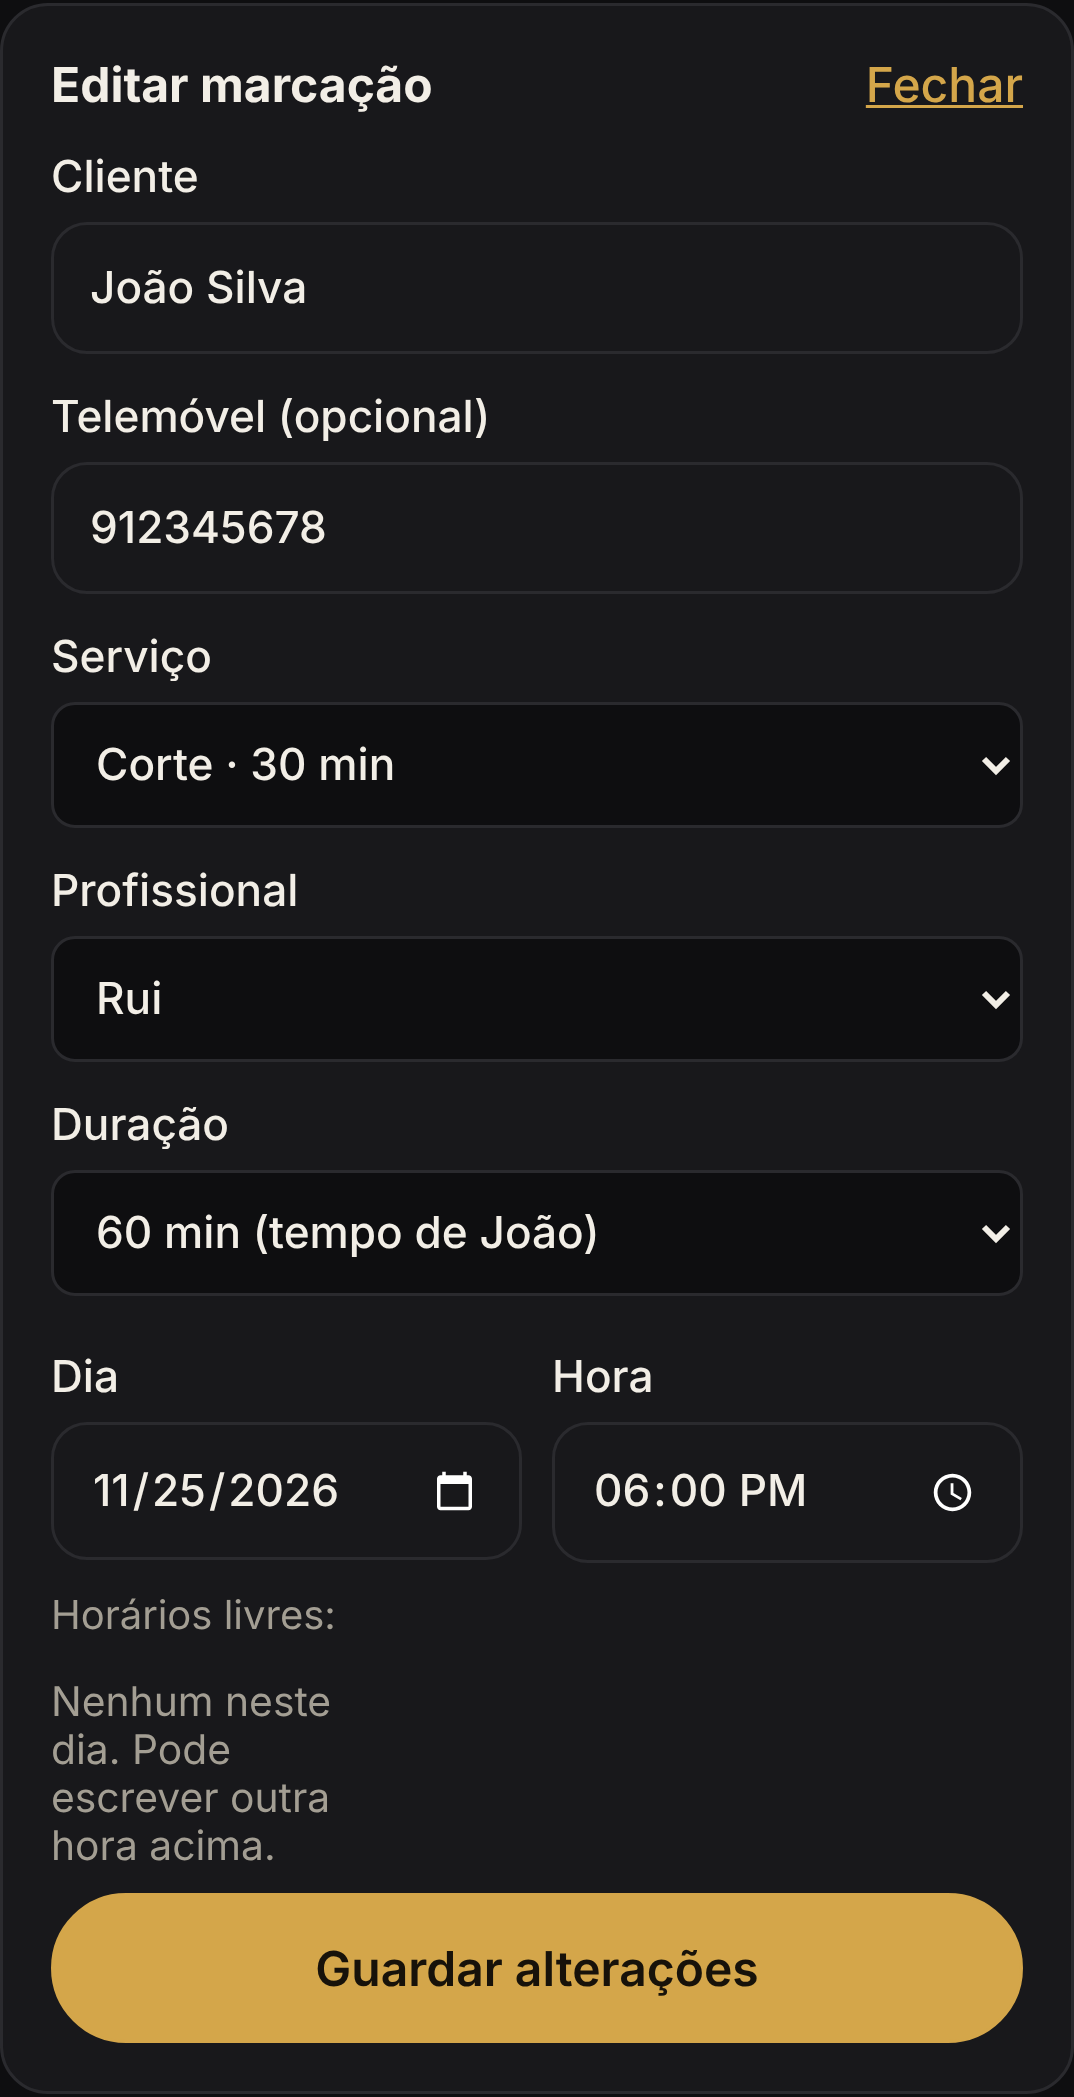 Editar marcação
Fechar
Cliente
João Silva
Telemóvel (opcional)
912345678
Serviço
Corte · 30 min
Profissional
Rui
Duração
60 min (tempo de João)
Dia
Hora
11/25/2026
06:00 PM
Horários livres:
Nenhum neste
dia. Pode
escrever outra
hora acima.
Guardar alterações